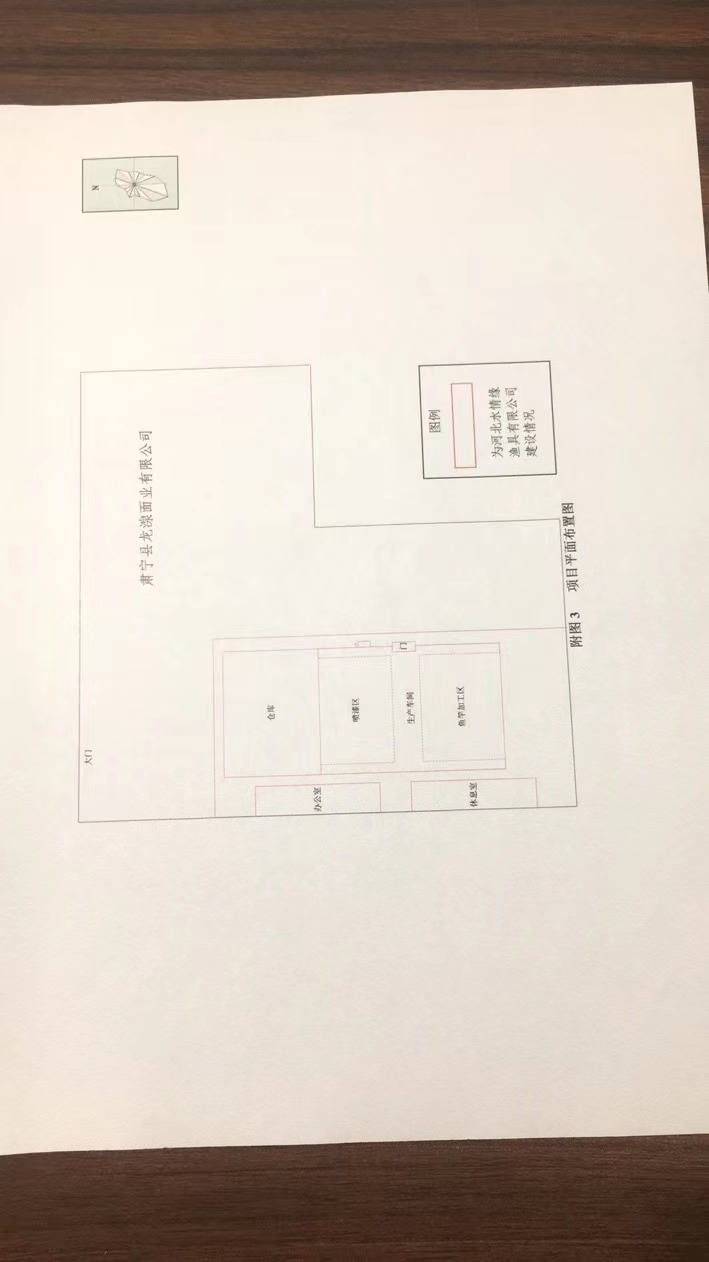 N
肃宁县龙湶面业有限公司
大门
仓库
喷漆区
门
生产车间
鱼竿加工区
办公室
休息室
图例
为河北水情缘
渔具有限公司
建设情况
附图 3 项目平面布置图